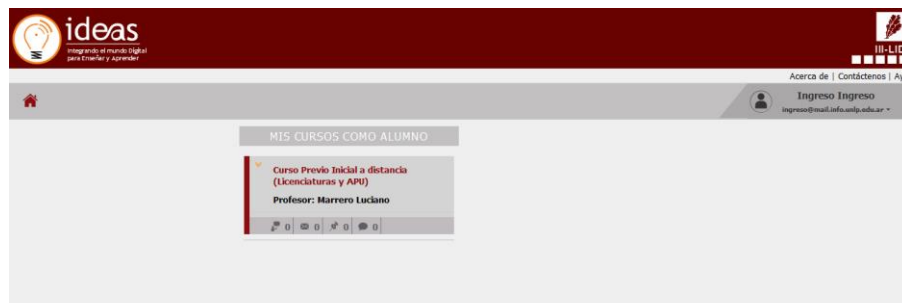 ideas
Integrando el mundo Digital
para Enseñar y Aprender
III-LID
Acerca de | Contáctenos | Ay
Ingreso Ingreso
ingreso@mail.info.unlp.edu.ar
MIS CURSOS COMO ALUMNO
Curso Previo Inicial a distancia
(Licenciaturas y APU)
Profesor: Marrero Luciano
0 0 0 0